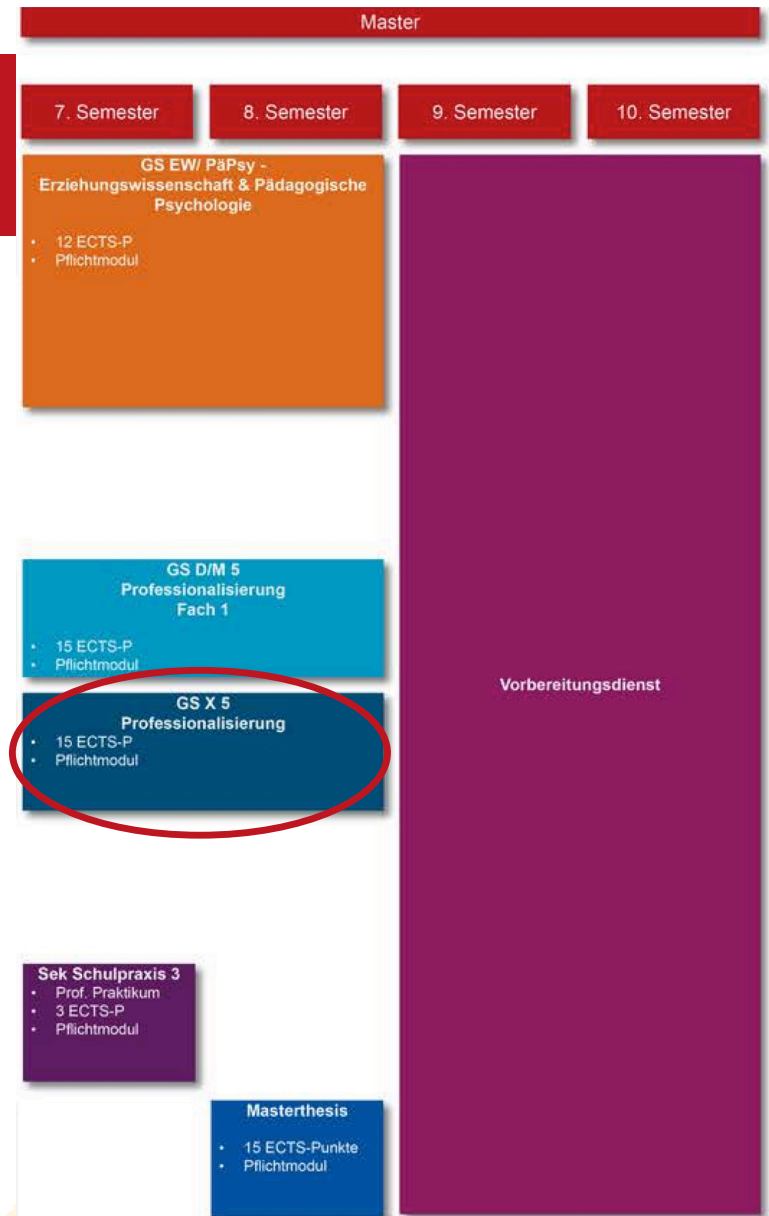 Master
7. Semester
8. Semester
9. Semester
10. Semester
GS EW/ PäPsy -
Erziehungswissenschaft & Pädagogische
Psychologie
• 12 ECTS-P
• Pflichtmodul
GS D/M 5
Professionalisierung
Fach 1
• 15 ECTS-P
• Pflichtmodul
GS X 5
Professionalisierung
• 15 ECTS-P
• Pflichtmodul
Vorbereitungsdienst
Sek Schulpraxis 3
• Prof. Praktikum
• 3 ECTS-P
• Pflichtmodul
Masterthesis
• 15 ECTS-Punkte
• Pflichtmodul